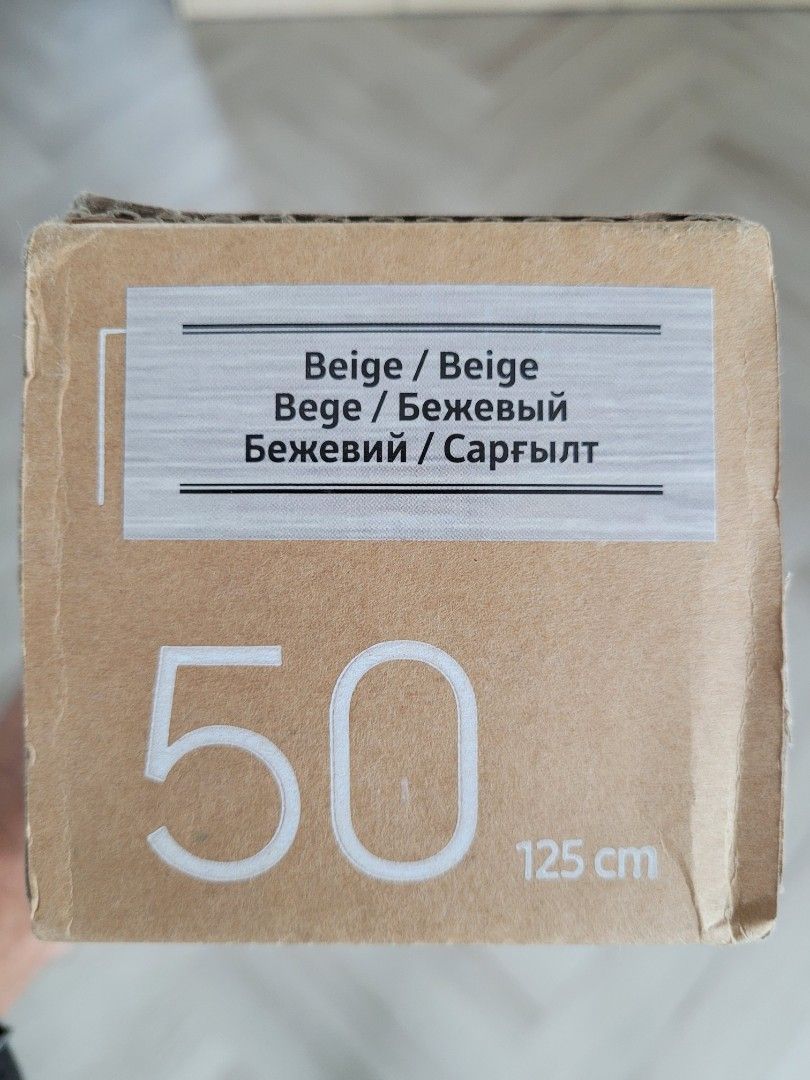 Beige / Beige
Bege / Бежевый
Бежевий / Сарғылт
50 125 cm